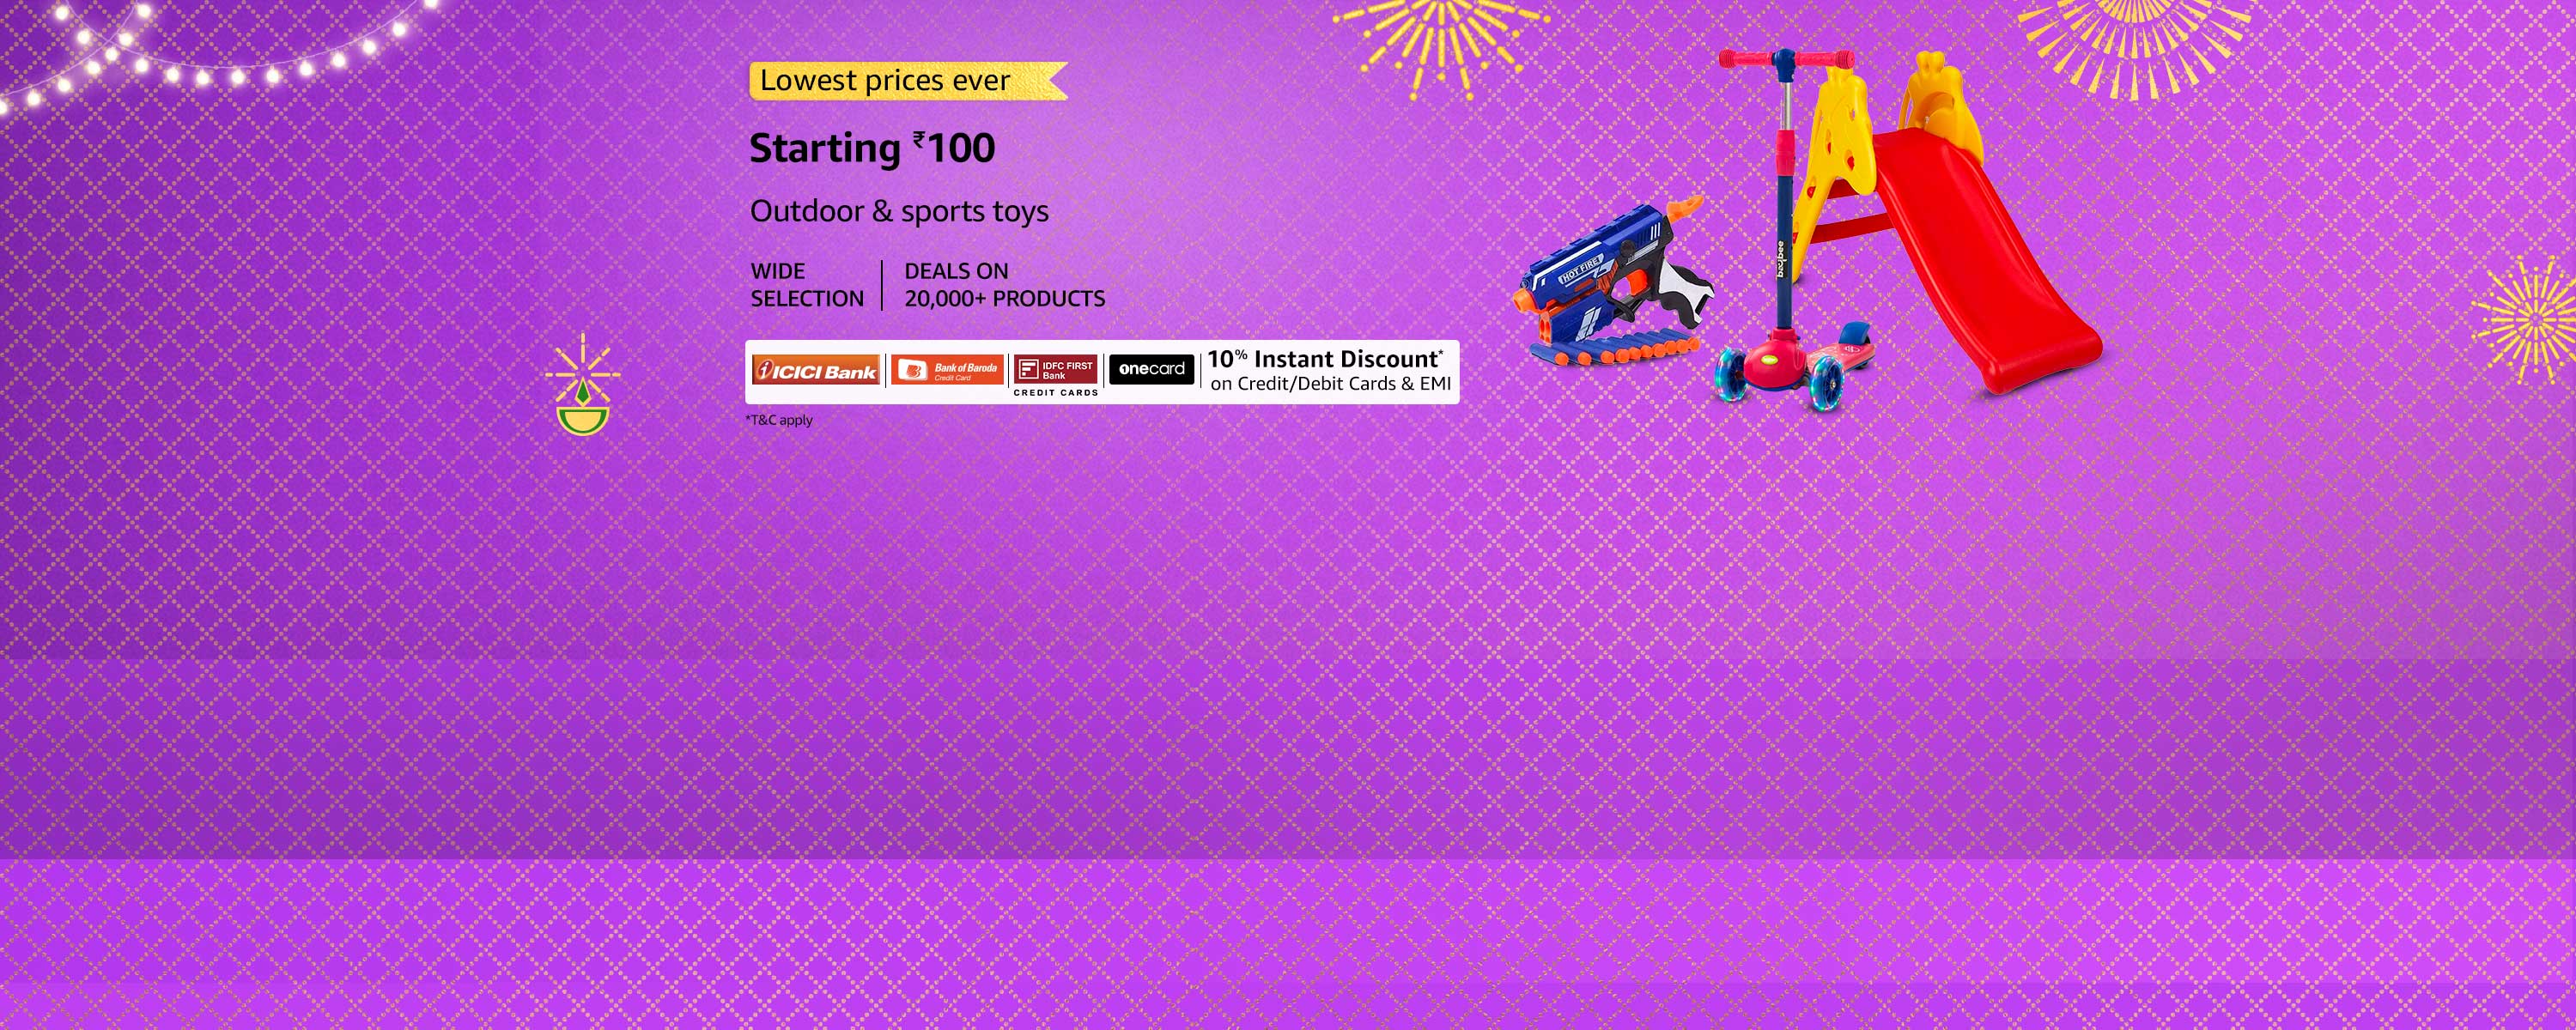 Lowest prices ever
Starting ₹100
Outdoor & sports toys
WIDE
SELECTION
DEALS ON
20,000+ PRODUCTS
ICICI Bank
Bank of Baroda
Credit Card
IDFC FIRST
Bank
CREDIT CARDS
onecard
10% Instant Discount*
on Credit/Debit Cards & EMI
*T&C apply
HOT FIRE
baybee